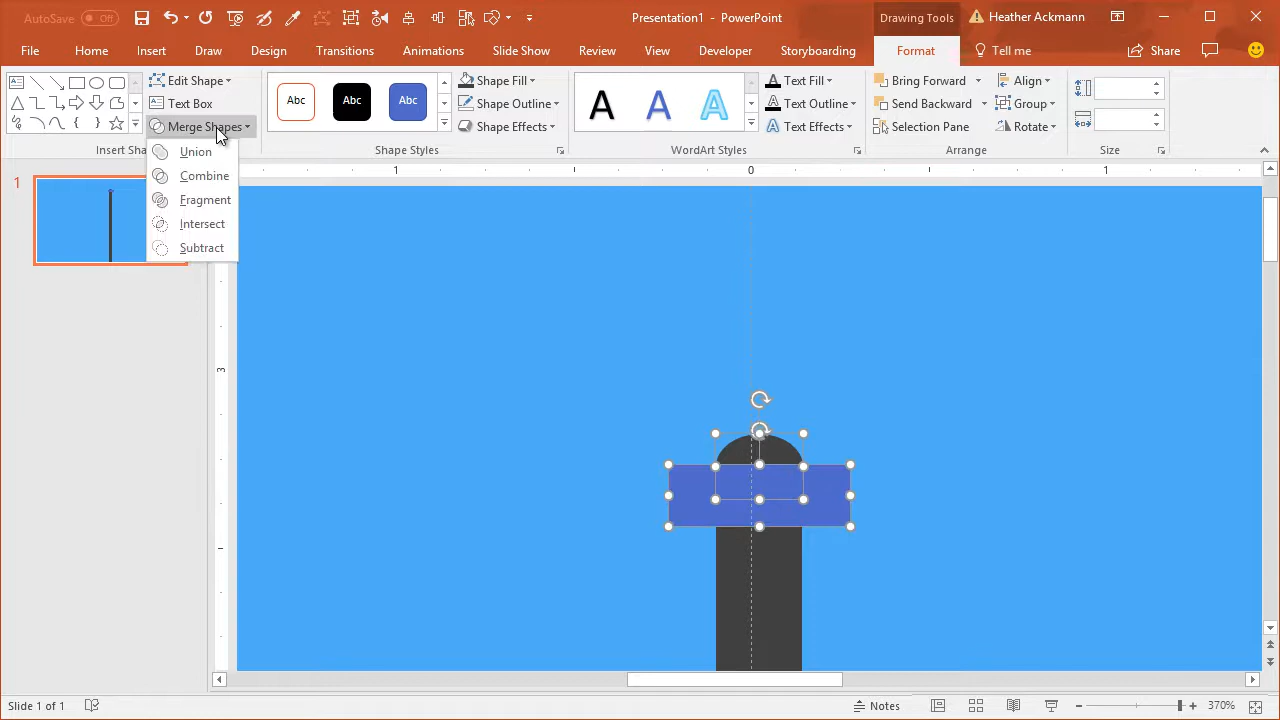 AutoSave Off
Presentation1 - PowerPoint
Drawing Tools
Heather Ackmann
File Home Insert Draw Design Transitions Animations Slide Show Review View Developer Storyboarding Format Tell me Share
Edit Shape
Text Box
Merge Shapes
Insert Sha
Abc Abc Abc
Shape Fill
Shape Outline
Shape Effects
Shape Styles
A A A
Text Fill
Text Outline
Text Effects
WordArt Styles
Bring Forward
Send Backward
Selection Pane
Align
Group
Rotate
Arrange
Size
Union
Combine
Fragment
Intersect
Subtract
1 0 1
1
3
1
Slide 1 of 1
Notes
370%